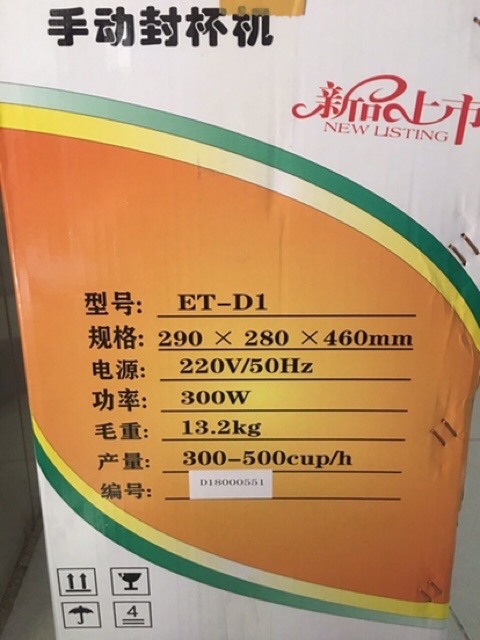 手动封杯机
新品上市
NEW LISTING
型号: ET-D1
规格: 290 × 280 ×460mm
电源: 220V/50Hz
功率: 300W
毛重: 13.2kg
产量: 300-500cup/h
编号: D18000551
4